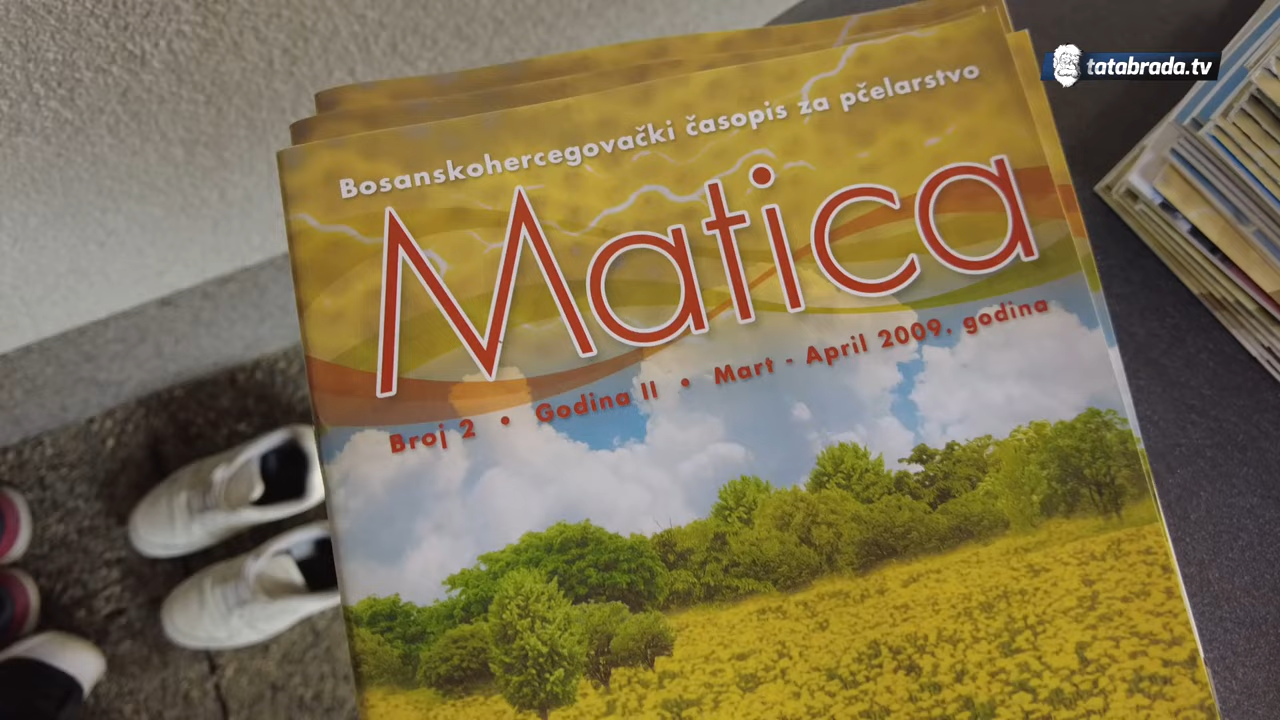 tatabrada.tv
Bosanskohercegovački časopis za pčelarstvo
Matica
Broj 2 • Godina II • Mart - April 2009. godina